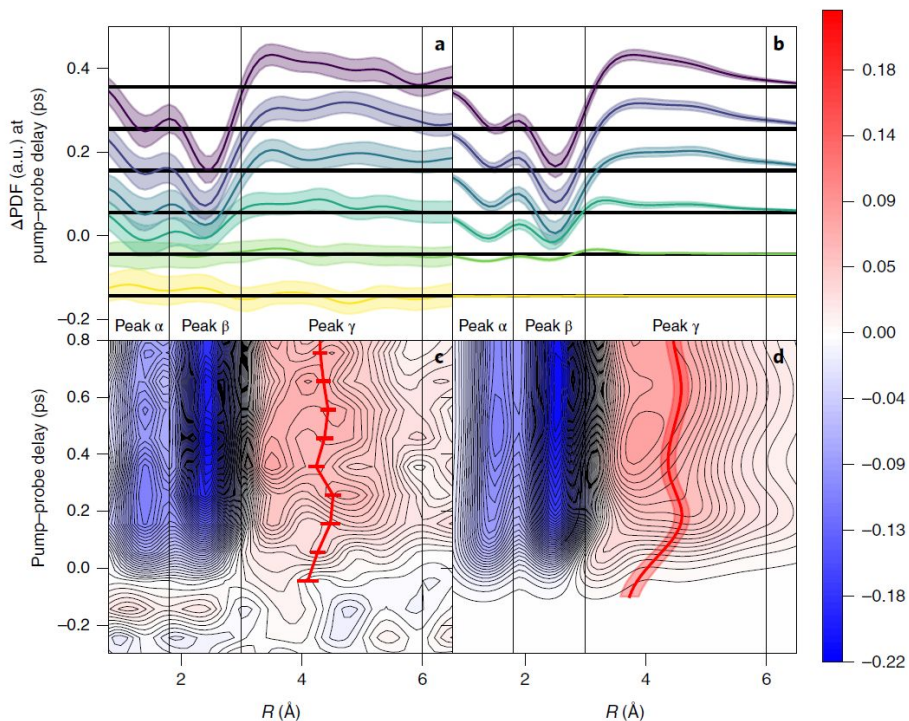 a
b
0.4
0.2
0.0
−0.2
ΔPDF (a.u.) at
pump–probe delay (ps)
Peak α
Peak β
Peak γ
Peak α
Peak β
Peak γ
c
d
0.8
0.6
0.4
0.2
0.0
−0.2
Pump–probe delay (ps)
2
4
6
2
4
6
R (Å)
R (Å)
0.18
0.14
0.09
0.05
0.00
−0.04
−0.09
−0.13
−0.18
−0.22